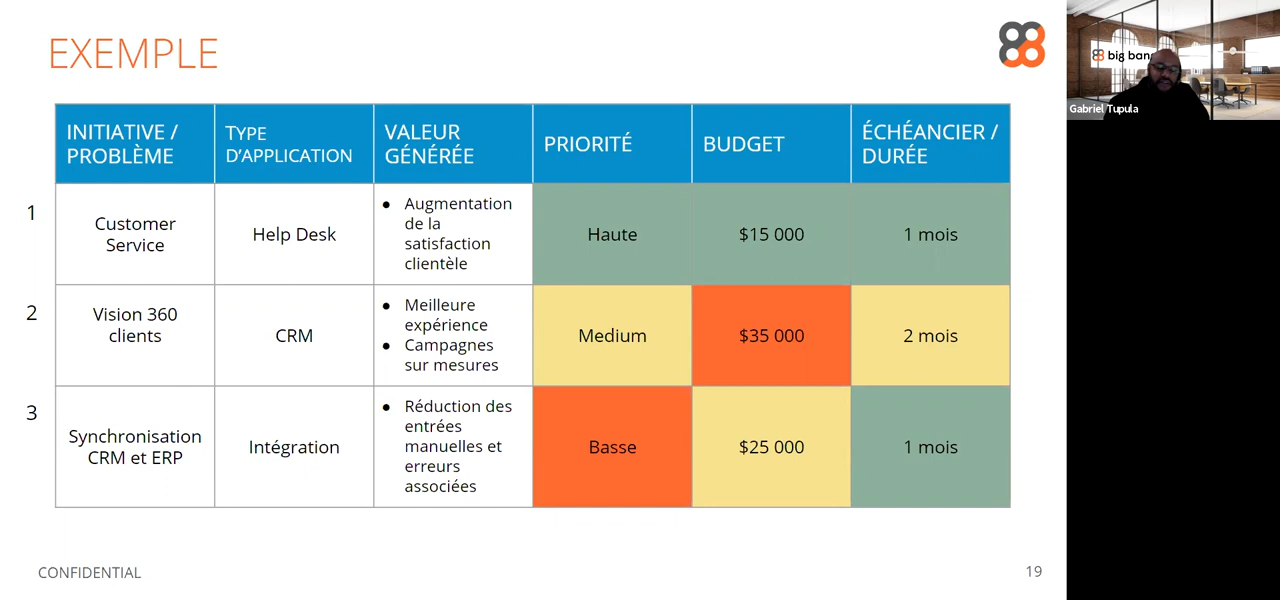 EXEMPLE
INITIATIVE /
PROBLÈME
TYPE
D'APPLICATION
VALEUR
GÉNÉRÉE
PRIORITÉ
BUDGET
ÉCHÉANCIER /
DURÉE
1
Customer
Service
Help Desk
● Augmentation
de la
satisfaction
clientèle
Haute
$15 000
1 mois
2
Vision 360
clients
CRM
● Meilleure
expérience
● Campagnes
sur mesures
Medium
$35 000
2 mois
3
Synchronisation
CRM et ERP
Intégration
● Réduction des
entrées
manuelles et
erreurs
associées
Basse
$25 000
1 mois
CONFIDENTIAL
19
big bang
Gabriel Tupula